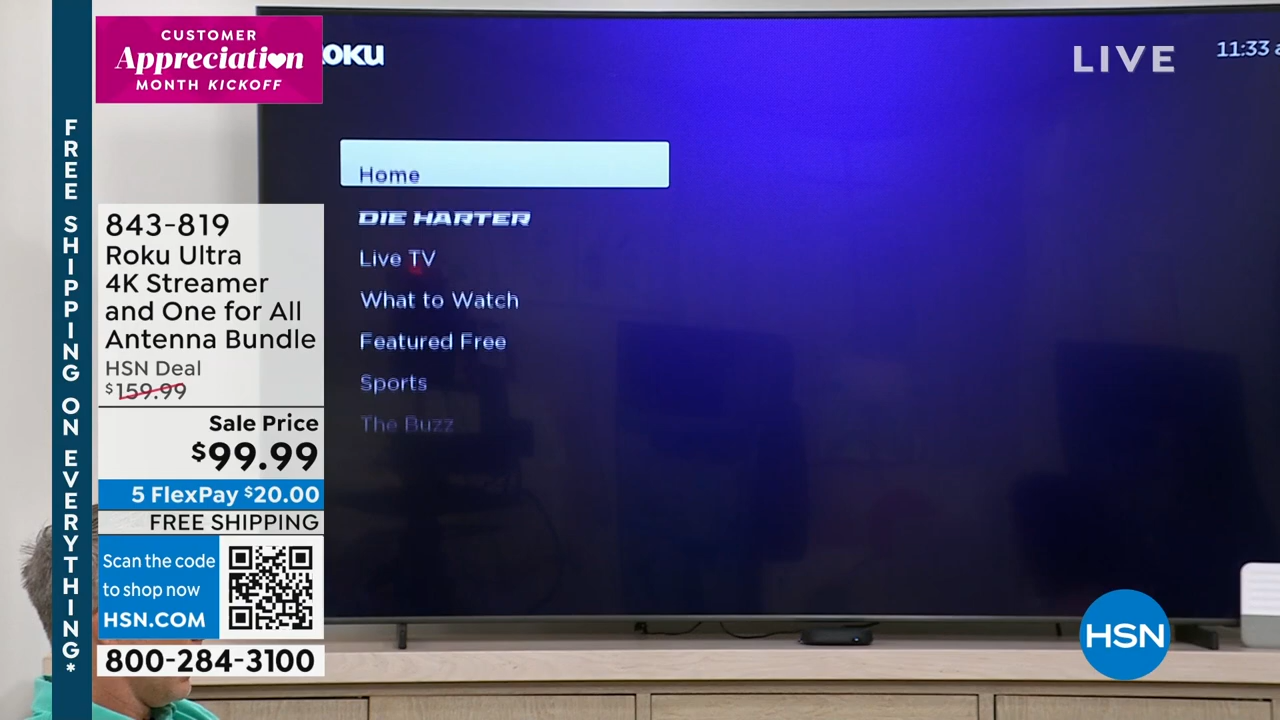 CUSTOMER
Appreciation
MONTH KICKOFF
FREE SHIPPING ON EVERYTHING*
843-819
Roku Ultra
4K Streamer
and One for All
Antenna Bundle
HSN Deal
$159.99
Sale Price
$99.99
5 FlexPay $20.00
FREE SHIPPING
Scan the code
to shop now
HSN.COM
800-284-3100
oku
LIVE
11:33 a
Home
DIE HARTER
Live TV
What to Watch
Featured Free
Sports
The Buzz
HSN